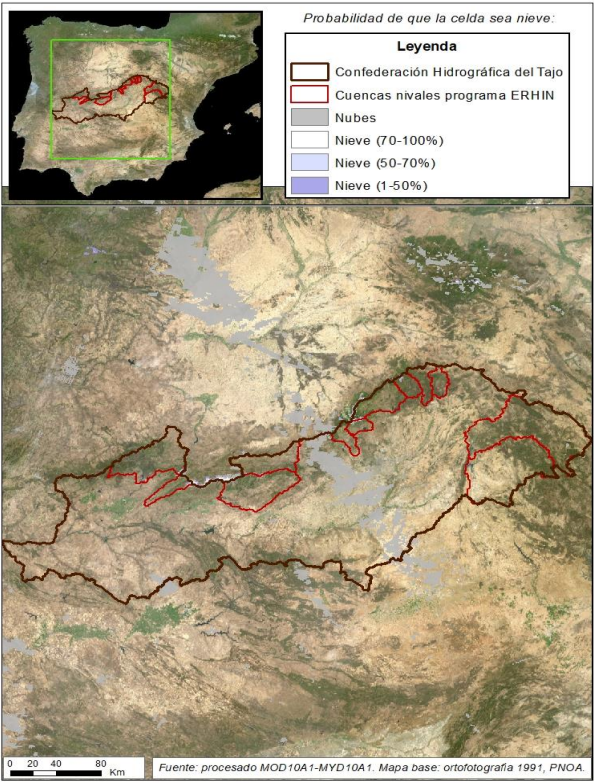 Probabilidad de que la celda sea nieve:
Leyenda
Confederación Hidrográfica del Tajo
Cuencas nivales programa ERHIN
Nubes
Nieve (70-100%)
Nieve (50-70%)
Nieve (1-50%)
0 20 40 80
Km
Fuente: procesado MOD10A1-MYD10A1. Mapa base: ortofotografía 1991, PNOA.